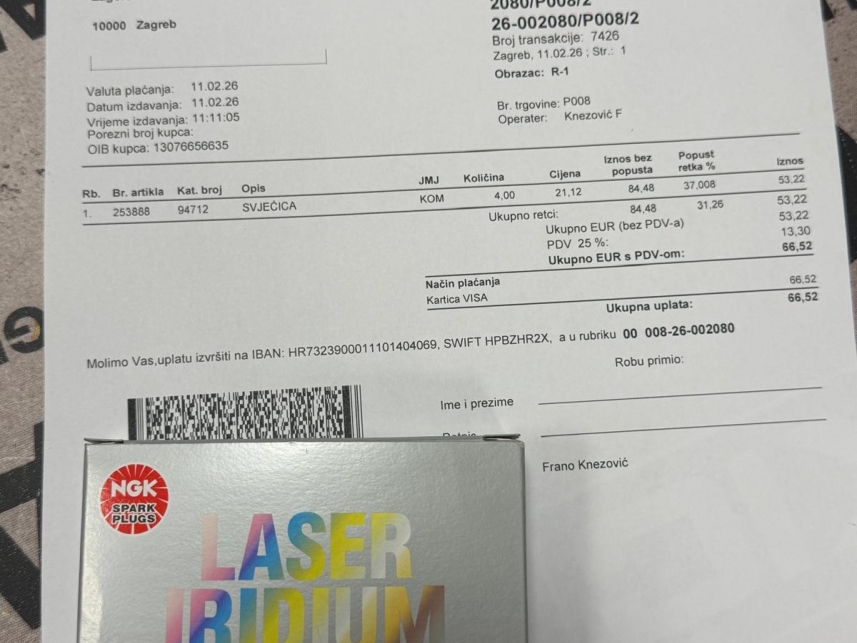 10000 Zagreb
2080/P008/2
26-002080/P008/2
Broj transakcije: 7426
Zagreb, 11.02.26 ; Str.: 1
Obrazac: R-1
Valuta plaćanja: 11.02.26
Datum izdavanja: 11.02.26
Vrijeme izdavanja: 11:11:05
Porezni broj kupca:
OIB kupca: 13076656635
Br. trgovine: P008
Operater: Knezović F
Rb. Br. artikla Kat. broj Opis JMJ Količina Cijena Iznos bez popusta Popust retka % Iznos
1. 253888 94712 SVJEĆICA KOM 4,00 21,12 84,48 37,008 53,22
Ukupno retci: 84,48 31,26 53,22
Ukupno EUR (bez PDV-a) 53,22
PDV 25 %: 13,30
Ukupno EUR s PDV-om: 66,52
Način plaćanja
Kartica VISA 66,52
Ukupna uplata: 66,52
Molimo Vas,uplatu izvršiti na IBAN: HR7323900011101404069, SWIFT HPBZHR2X, a u rubriku 00 008-26-002080
Robu primio:
Ime i prezime
Frano Knezović
NGK
SPARK
PLUGS
LASER
IRIDIUM